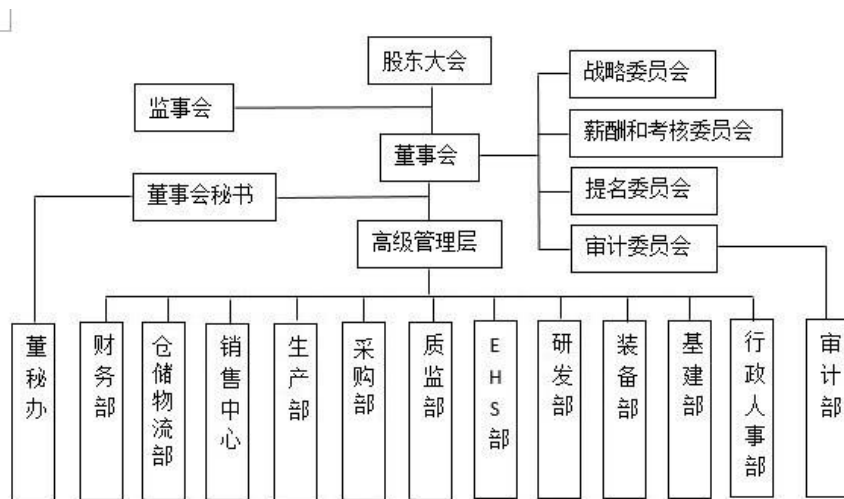 股东大会
战略委员会
监事会
薪酬和考核委员会
董事会
董事会秘书
提名委员会
高级管理层
审计委员会
董秘办
财务部
仓储物流部
销售中心
生产部
采购部
质监部
EHS部
研发部
装备部
基建部
行政人事部
审计部